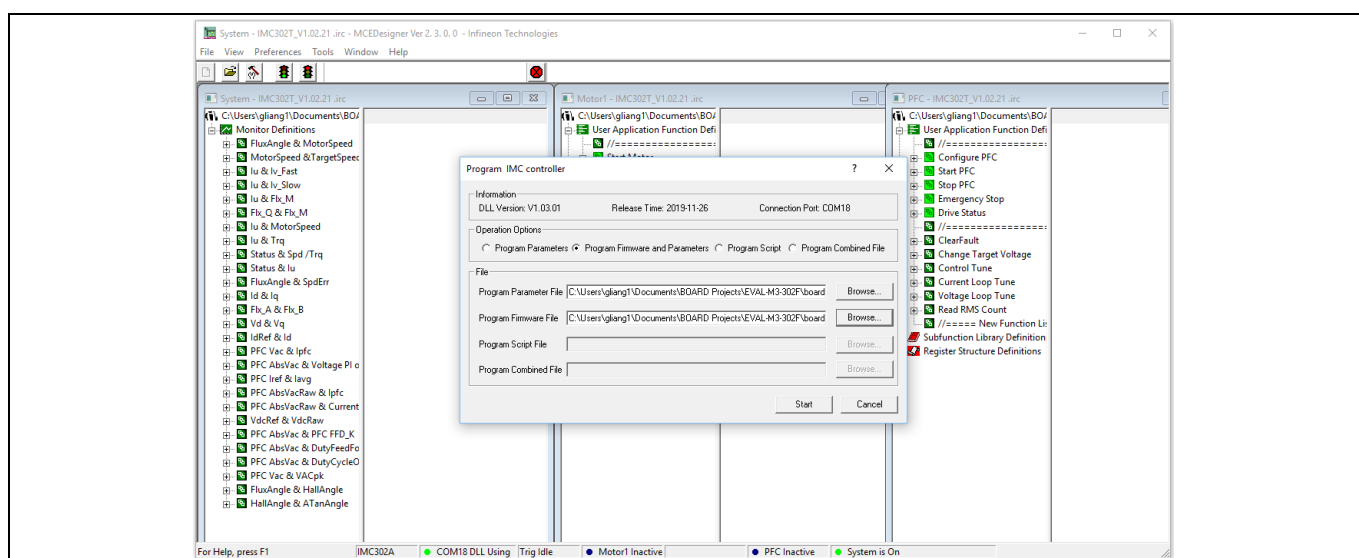 System - IMC302T_V1.02.21 .irc - MCEDesigner Ver 2. 3. 0. 0 - Infineon Technologies
File View Preferences Tools Window Help
System - IMC302T_V1.02.21 .irc
C:\Users\gliang1\Documents\BO
Monitor Definitions
FluxAngle & MotorSpeed
MotorSpeed &TargetSpeed
Iu & Iv_Fast
Iu & Iv_Slow
Iu & Flx_M
Flx_Q & Flx_M
Iu & MotorSpeed
Iu & Trq
Status & Spd /Trq
Status & Iu
FluxAngle & SpdErr
Id & Iq
Flx_A & Flx_B
Vd & Vq
IdRef & Id
PFC Vac & Ipfc
PFC AbsVac & Voltage PI o
PFC Iref & Iavg
PFC AbsVacRaw & Ipfc
PFC AbsVacRaw & Current
VdcRef & VdcRaw
PFC AbsVac & PFC FFD_K
PFC AbsVac & DutyFeedFo
PFC AbsVac & DutyCycleO
PFC Vac & VACpk
FluxAngle & HallAngle
HallAngle & ATanAngle
Motor1 - IMC302T_V1.02.21 .irc
C:\Users\gliang1\Documents\BO
User Application Function Defi
//=================
Start Motor
PFC - IMC302T_V1.02.21 .irc
C:\Users\gliang1\Documents\BO
User Application Function Defi
//=================
Configure PFC
Start PFC
Stop PFC
Emergency Stop
Drive Status
//=================
ClearFault
Change Target Voltage
Control Tune
Current Loop Tune
Voltage Loop Tune
Read RMS Count
//===== New Function Li
Subfunction Library Definition
Register Structure Definitions
Program IMC controller ? ×
Information
DLL Version: V1.03.01 Release Time: 2019-11-26 Connection Port: COM18
Operation Options
Program Parameters Program Firmware and Parameters Program Script Program Combined File
File
Program Parameter File C:\Users\gliang1\Documents\BOARD Projects\EVAL-M3-302F\board Browse...
Program Firmware File C:\Users\gliang1\Documents\BOARD Projects\EVAL-M3-302F\board Browse...
Program Script File Browse...
Program Combined File Browse...
Start Cancel
For Help, press F1 IMC302A COM18 DLL Using Trig Idle Motor1 Inactive PFC Inactive System is On